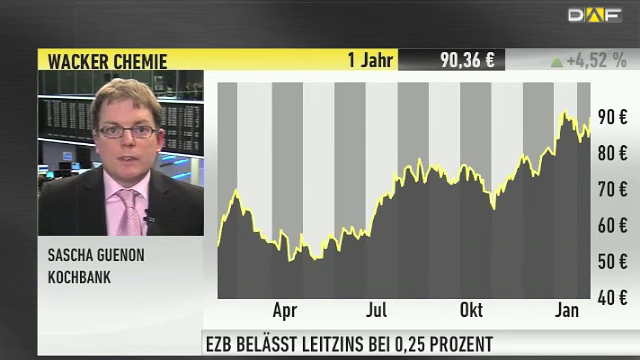 DAF
WACKER CHEMIE 1 Jahr 90,36 € +4,52 %
90 €
80 €
70 €
60 €
50 €
40 €
Apr Jul Okt Jan
SASCHA GUENON
KOCHBANK
EZB BELÄSST LEITZINS BEI 0,25 PROZENT